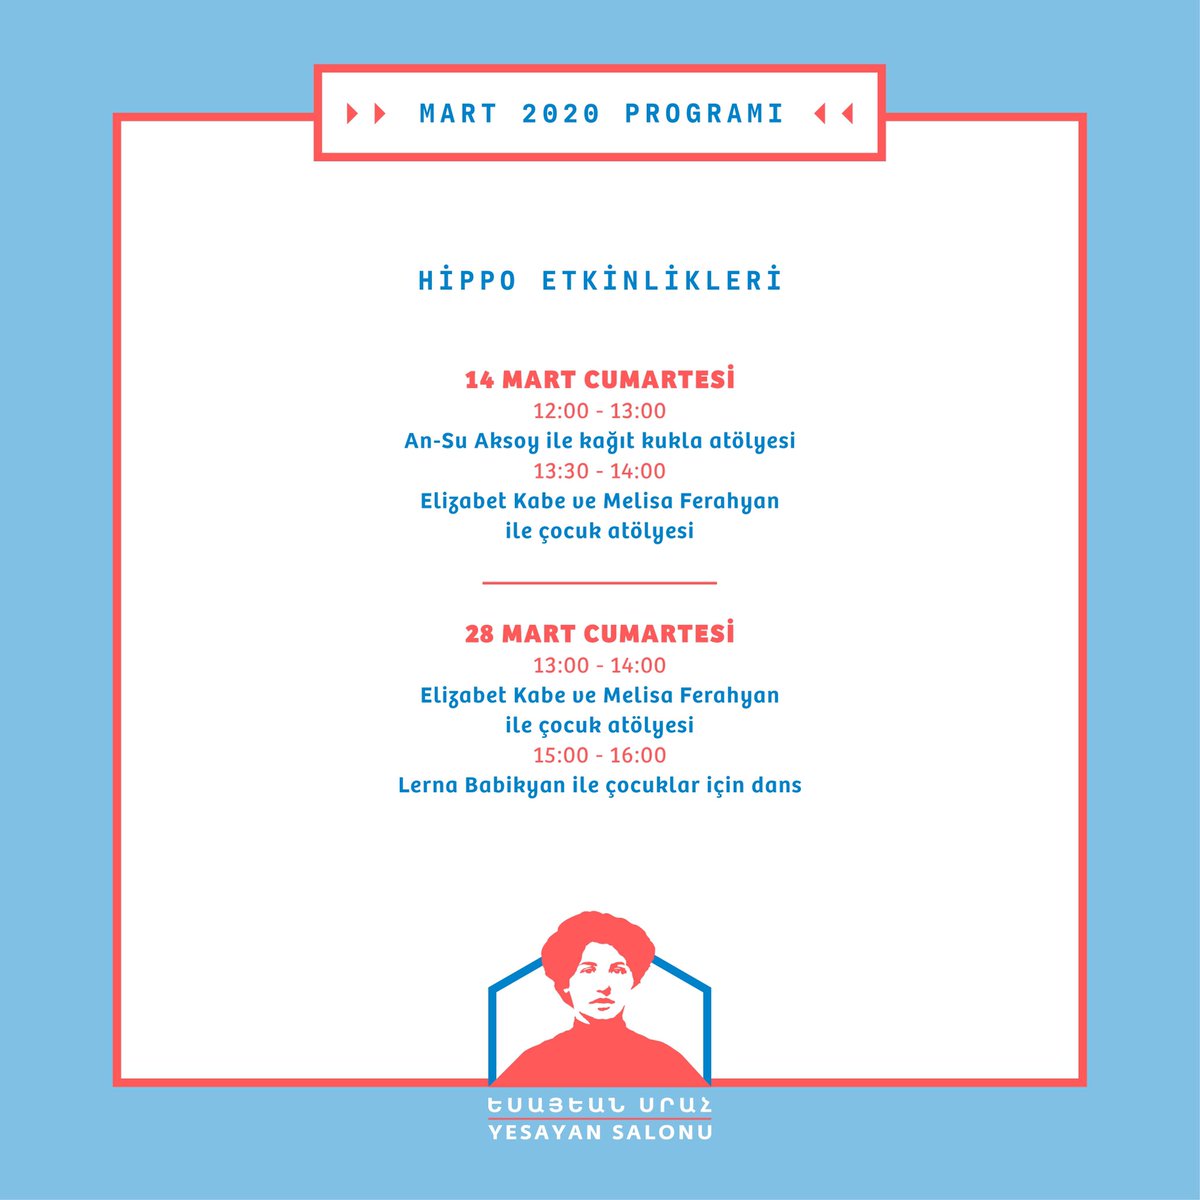 MART 2020 PROGRAMI
HİPPO ETKİNLİKLERİ
14 MART CUMARTESİ
12:00 - 13:00
An-Su Aksoy ile kağıt kukla atölyesi
13:30 - 14:00
Elizabet Kabe ve Melisa Ferahyan
ile çocuk atölyesi
28 MART CUMARTESİ
13:00 - 14:00
Elizabet Kabe ve Melisa Ferahyan
ile çocuk atölyesi
15:00 - 16:00
Lerna Babikyan ile çocuklar için dans
ԵՍԱՅԵԱՆ ՍՐԱՀ
YESAYAN SALONU